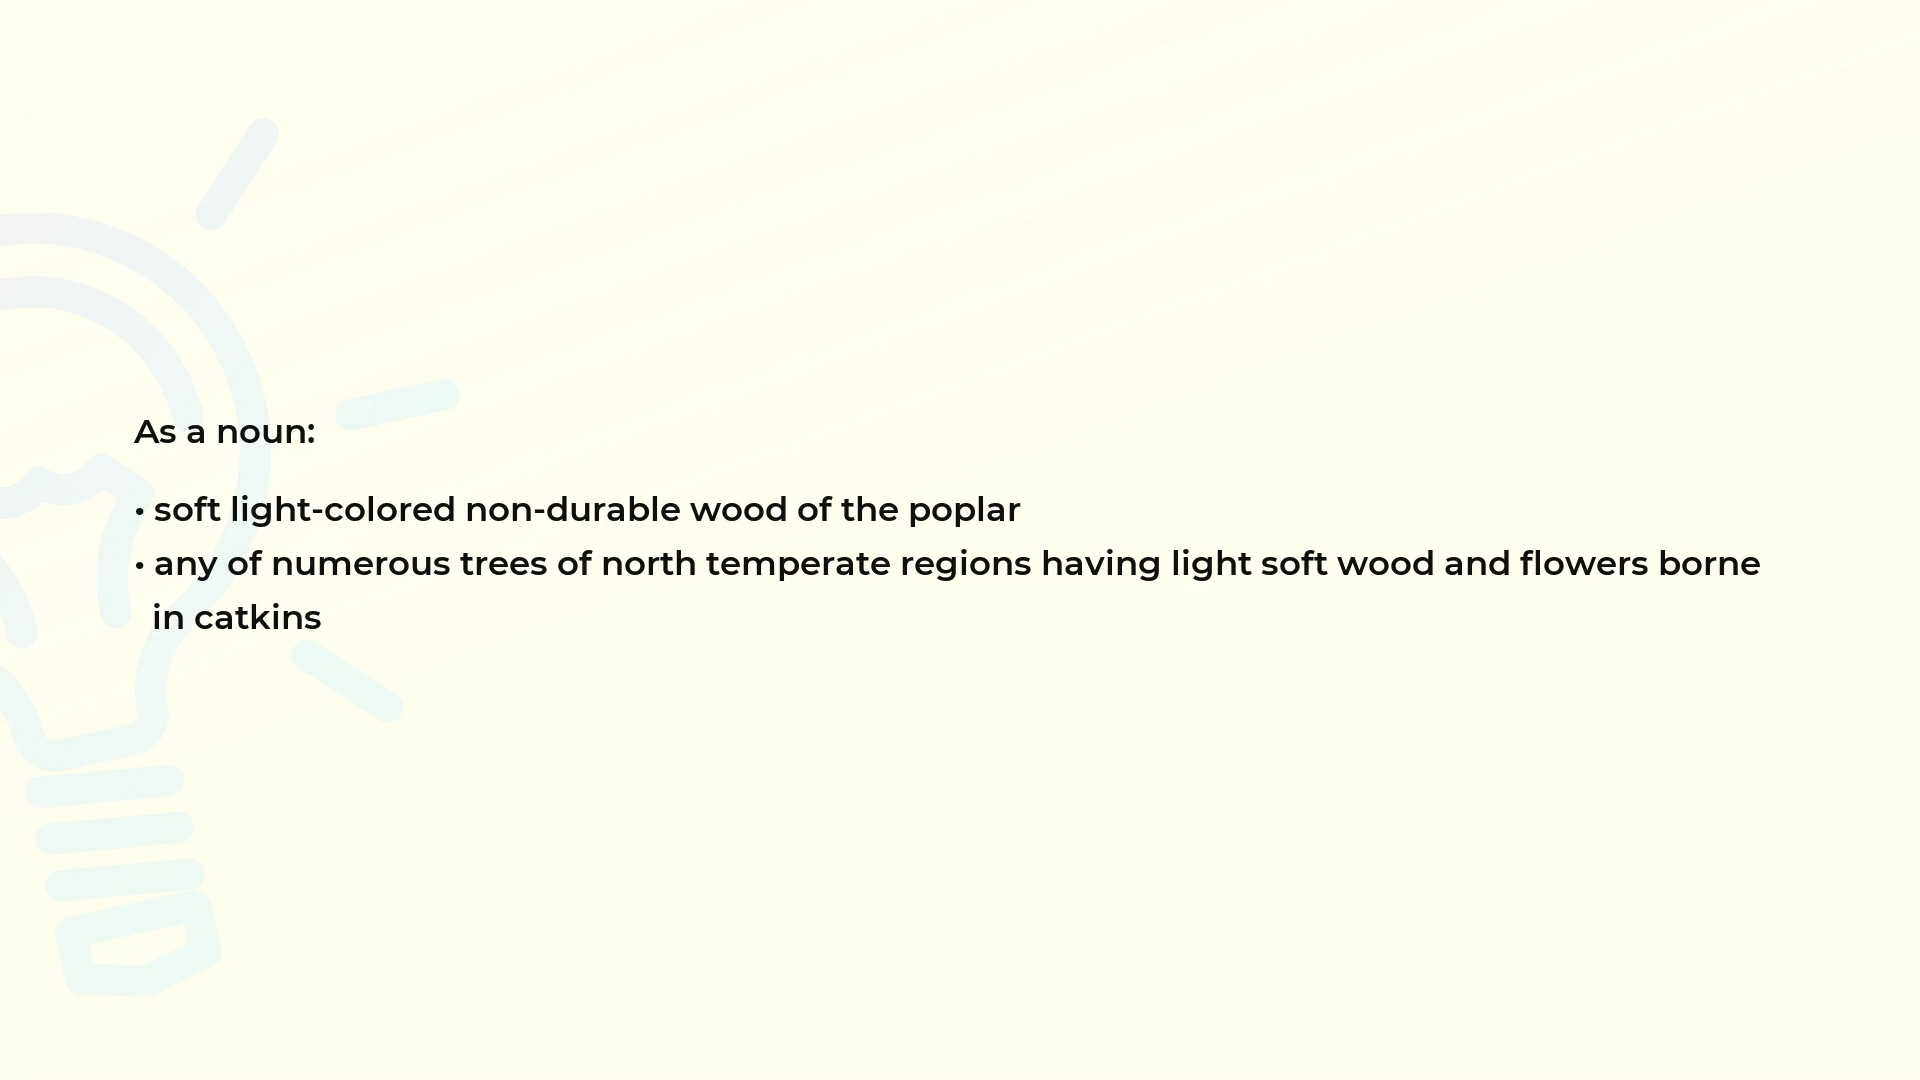 As a noun:
• soft light-colored non-durable wood of the poplar
• any of numerous trees of north temperate regions having light soft wood and flowers borne
in catkins